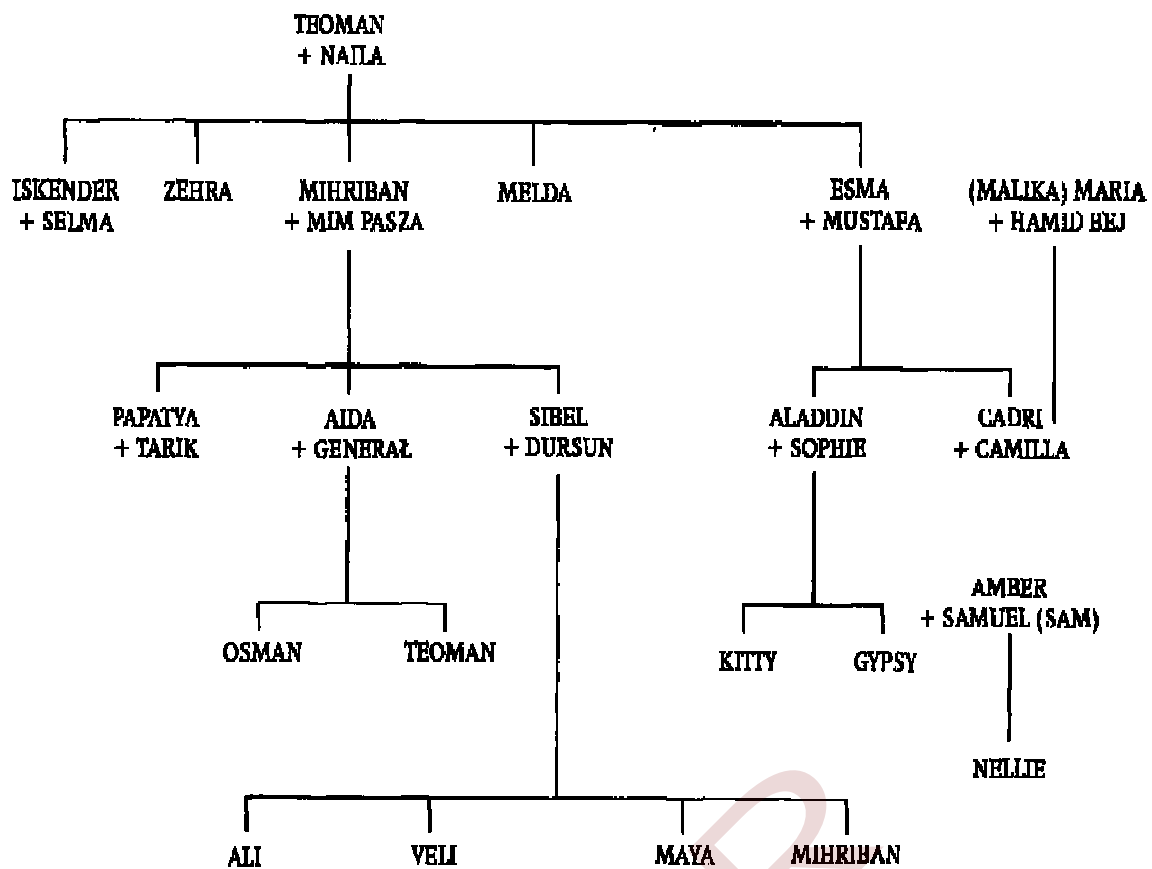 TEOMAN
+ NAILA
ISKENDER
+ SELMA
ZEHRA
MIHRIBAN
+ MIM PASZA
MELDA
ESMA
+ MUSTAFA
(MALIKA) MARIA
+ HAMID BEJ
PAPATYA
+ TARIK
AIDA
+ GENERAŁ
SIBEL
+ DURSUN
ALADDIN
+ SOPHIE
CADRI
+ CAMILLA
OSMAN
TEOMAN
KITTY
GYPSY
AMBER
+ SAMUEL (SAM)
NELLIE
ALI
VELI
MAYA
MIHRIBAN